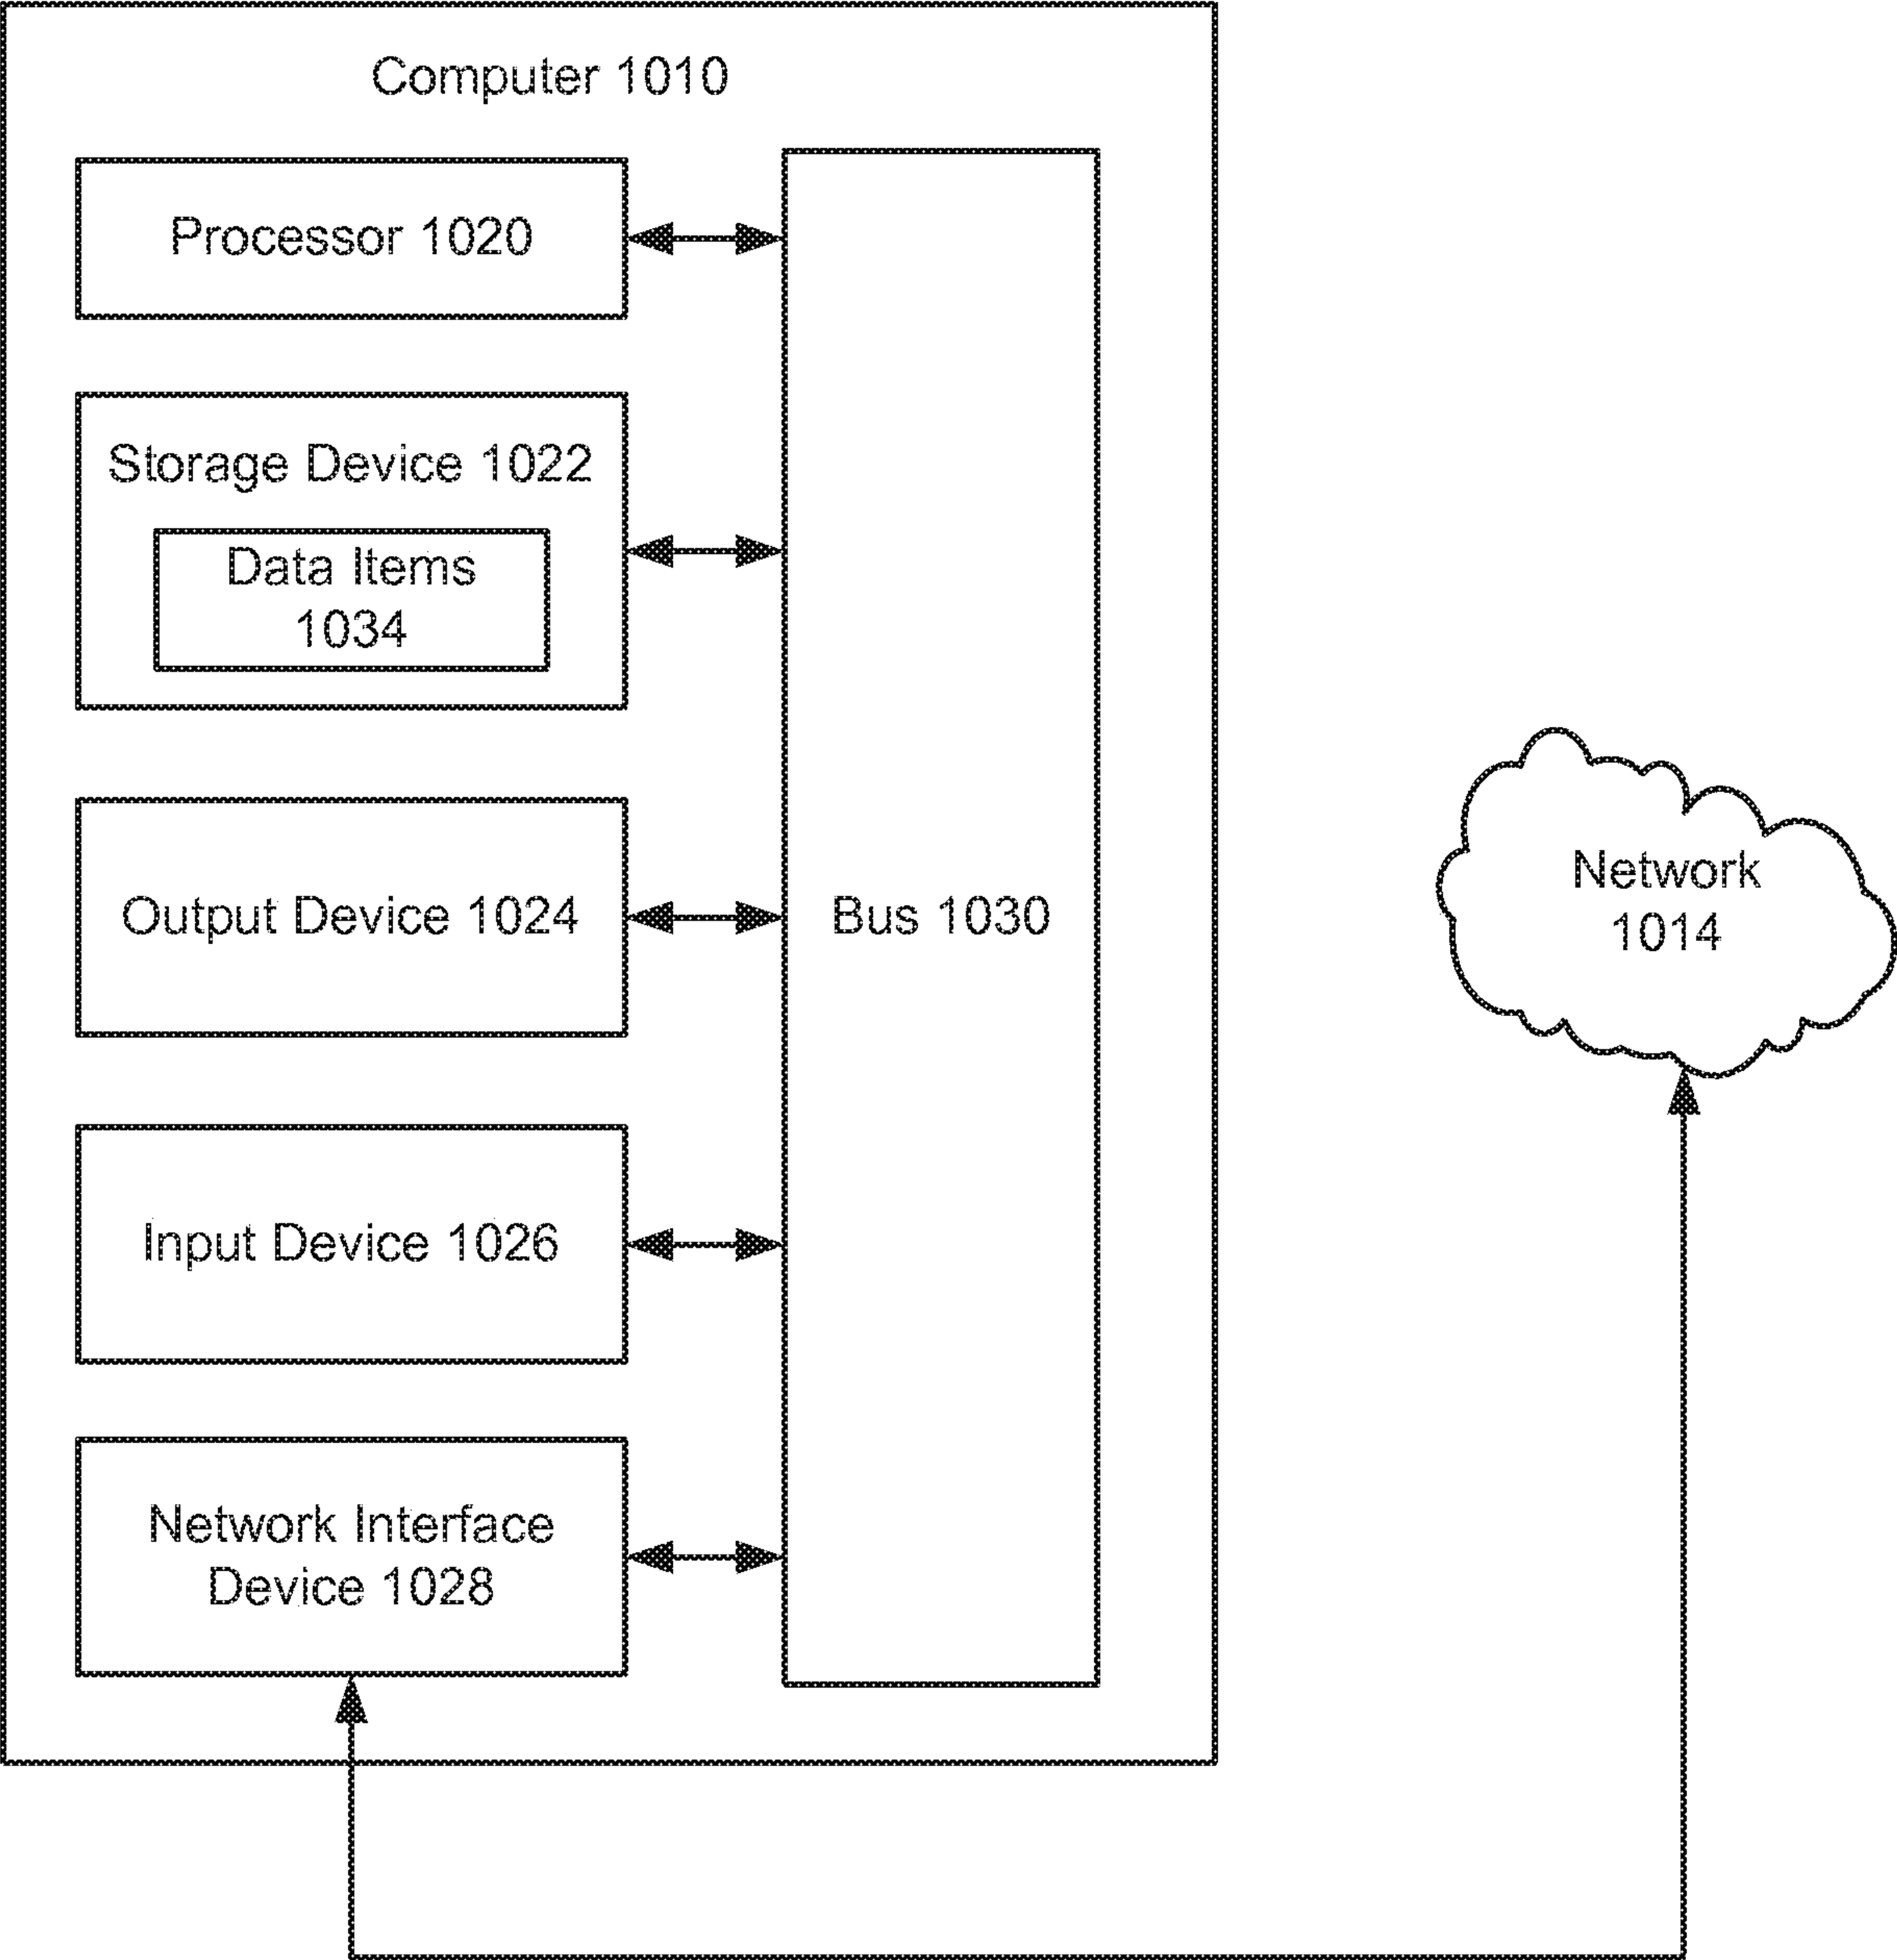 Computer 1010
Processor 1020
Storage Device 1022
Data Items
1034
Output Device 1024
Bus 1030
Network
1014
Input Device 1026
Network Interface
Device 1028